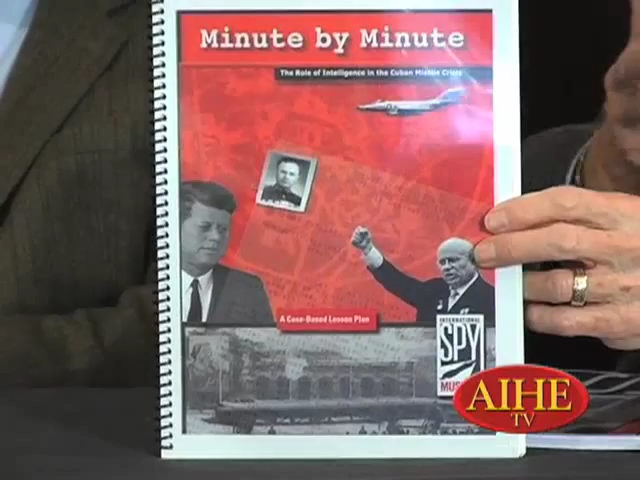 Minute by Minute
The Role of Intelligence in the Cuban Missile Crisis
A Case-Based Lesson Plan
INTERNATIONAL
SPY
AIHE
TV